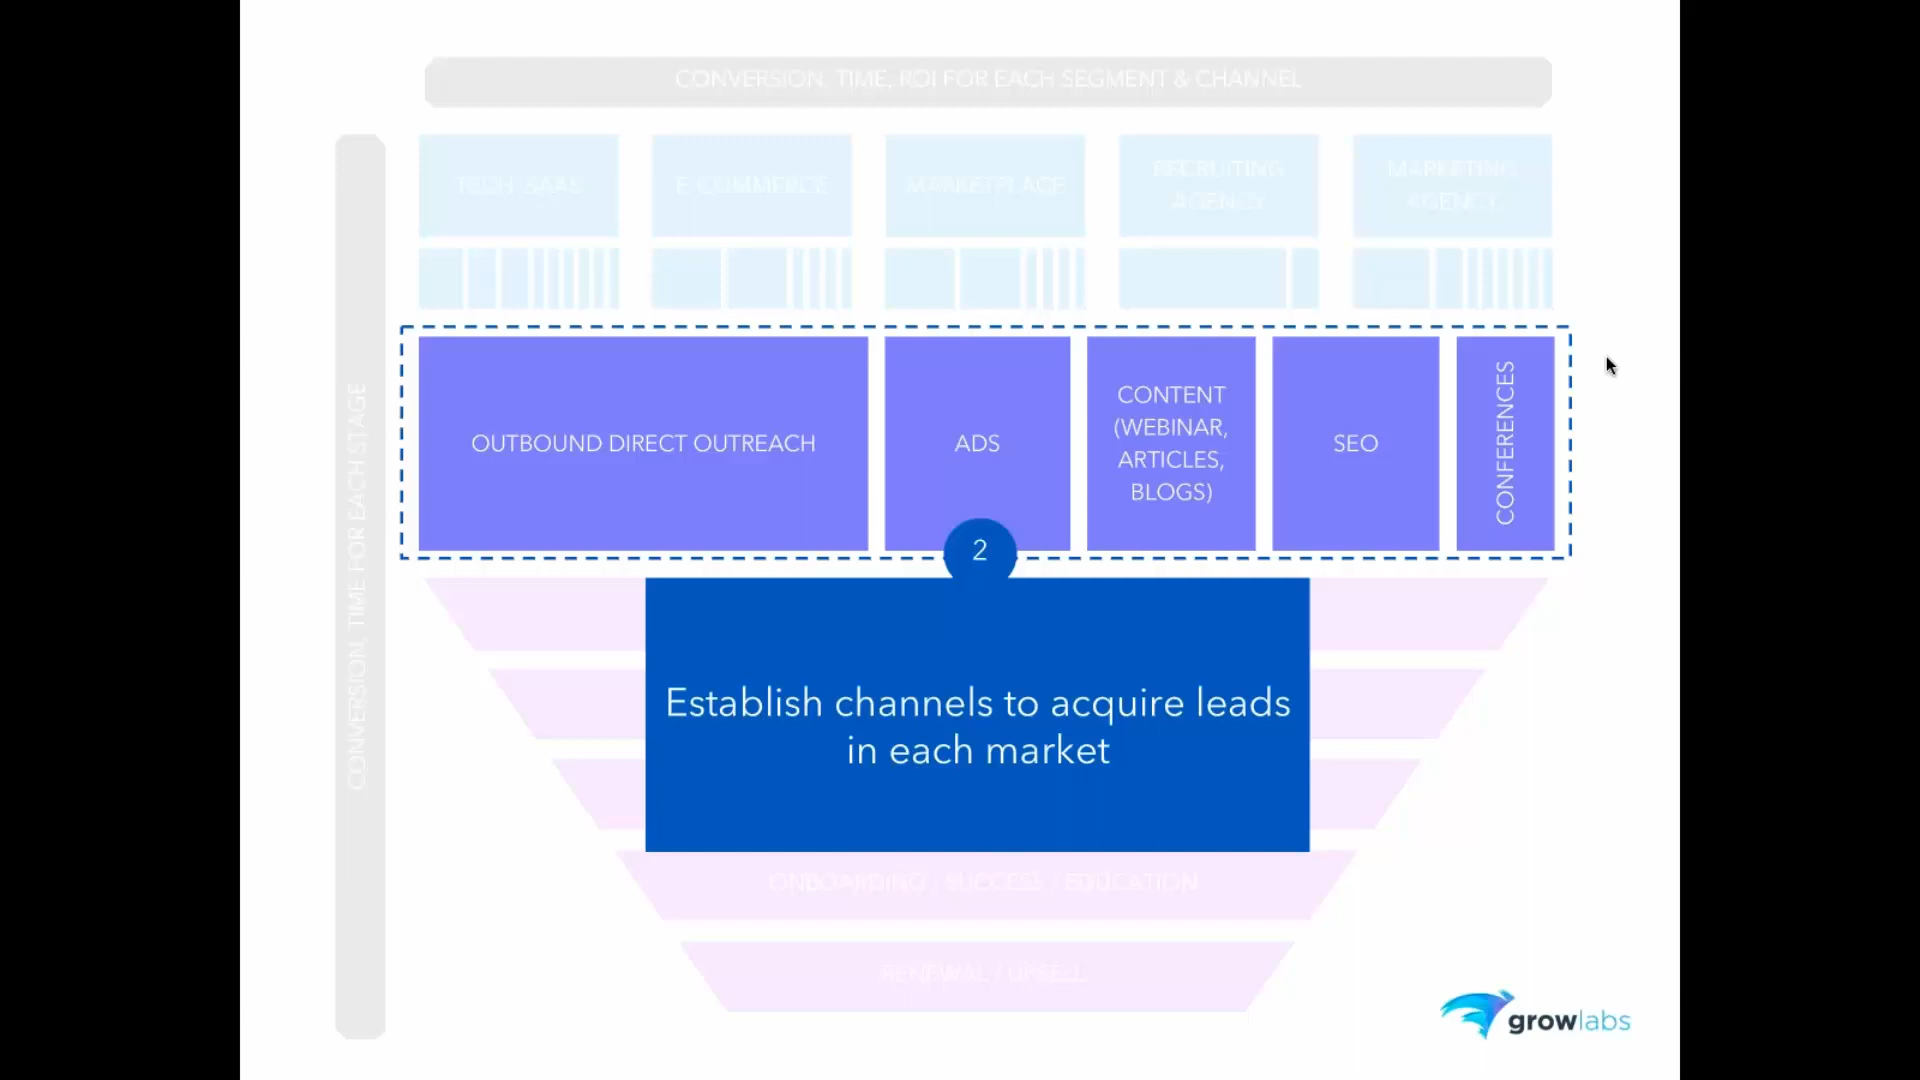 CONVERSION, TIME, ROI FOR EACH SEGMENT & CHANNEL
TECH SAAS
E-COMMERCE
MARKETPLACE
RECRUITING
AGENCY
MARKETING
AGENCY
CONVERSION, TIME FOR EACH STAGE
OUTBOUND DIRECT OUTREACH
ADS
CONTENT
(WEBINAR,
ARTICLES,
BLOGS)
SEO
CONFERENCES
2
Establish channels to acquire leads
in each market
ONBOARDING / SUCCESS / EDUCATION
RENEWAL / UPSELL
growlabs